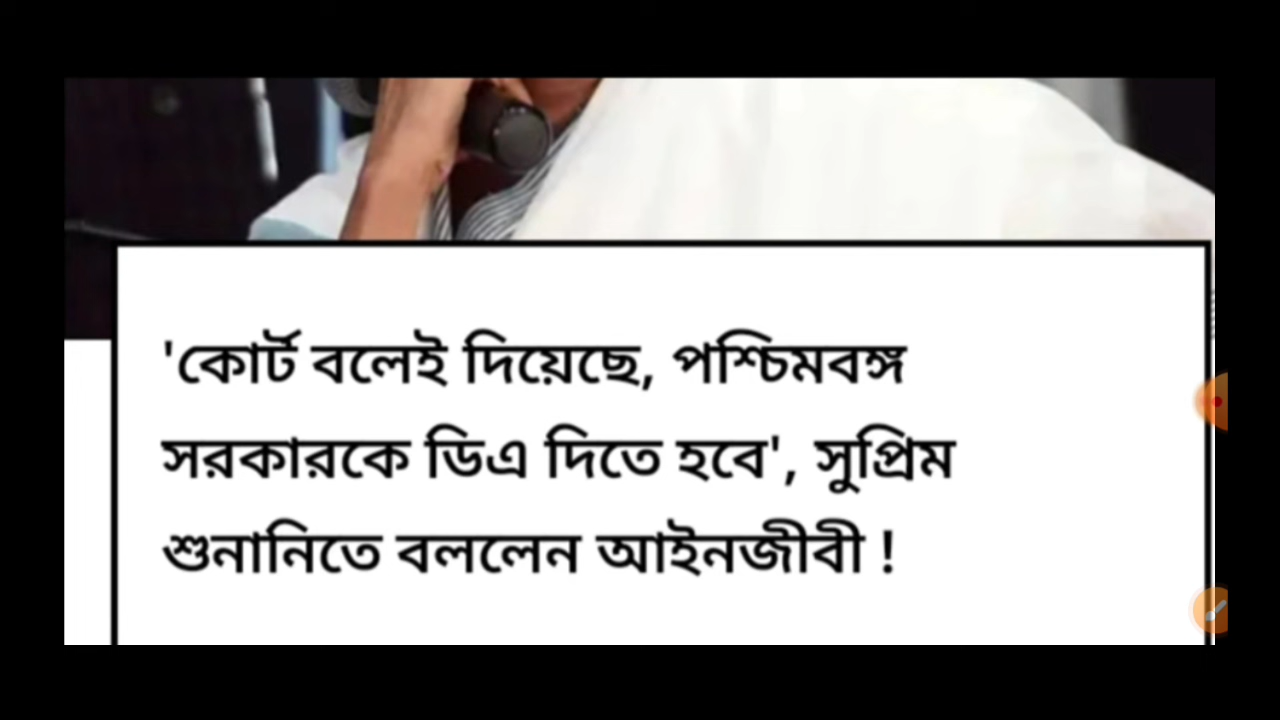 'কোর্ট বলেই দিয়েছে, পশ্চিমবঙ্গ
সরকারকে ডিএ দিতে হবে', সুপ্রিম
শুনানিতে বললেন আইনজীবী !